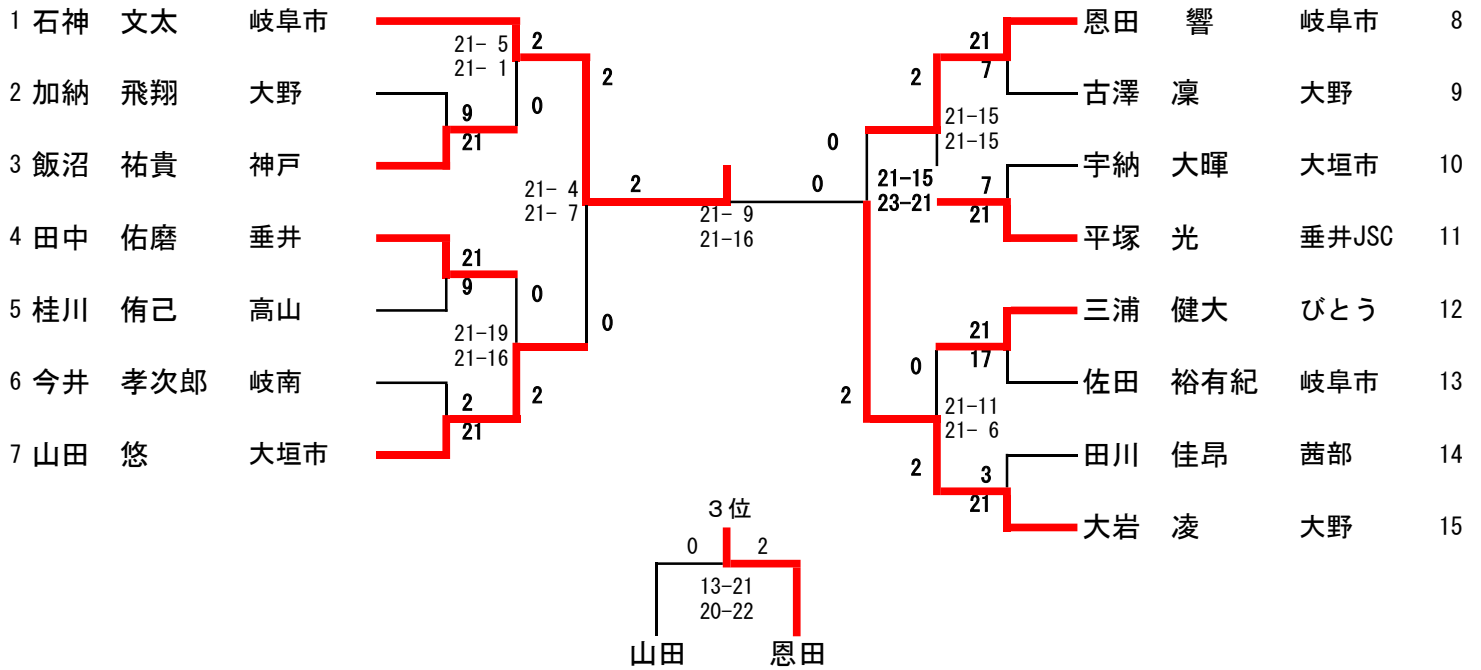 1 石神 文太 岐阜市
2 加納 飛翔 大野
3 飯沼 祐貴 神戸
4 田中 佑磨 垂井
5 桂川 侑己 高山
6 今井 孝次郎 岐南
7 山田 悠 大垣市
21- 5
21- 1
2
0
9
21
2
21- 4
21- 7
21
9
0
21-19
21-16
0
2
21
2
2
21- 9
21-16
0
恩田 響 岐阜市 8
古澤 凜 大野 9
宇納 大暉 大垣市 10
平塚 光 垂井JSC 11
三浦 健大 びとう 12
佐田 裕有紀 岐阜市 13
田川 佳昂 茜部 14
大岩 凌 大野 15
21
7
2
21-15
21-15
0
21-15
23-21
7
21
21
17
0
21-11
21- 6
2
2
3
21
3位
0 2
13-21
20-22
山田 恩田